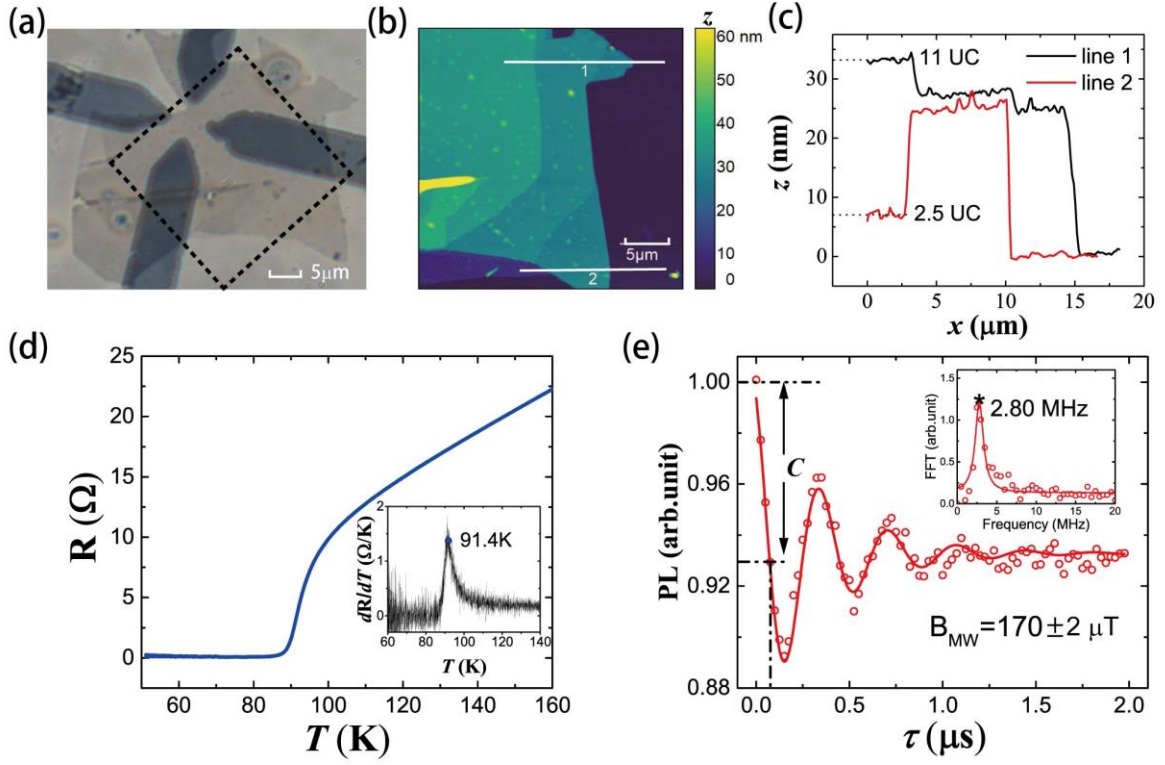 (a)
5μm
(b)
1
2
5μm
z
60 nm
50
40
30
20
10
0
(c)
z (nm)
30
20
10
0
11 UC
2.5 UC
line 1
line 2
0 5 10 15 20
x (μm)
(d)
R (Ω)
25
20
15
10
5
0
60 80 100 120 140 160
T (K)
dR/dT (Ω/K)
2
1
0
91.4K
60 80 100 120 140
T (K)
(e)
PL (arb.unit)
1.00
0.96
0.92
0.88
C
B_MW=170±2 μT
0.0 0.5 1.0 1.5 2.0
τ (μs)
FFT (arb.unit)
1.5
1.0
0.5
0.0
* 2.80 MHz
0 5 10 15 20
Frequency (MHz)